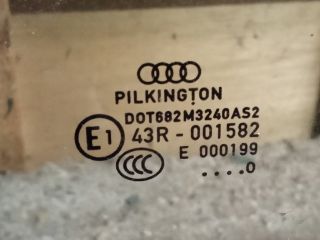 PILKINGTON
DOT682M3240AS2
E1 43R-001582
CCC E 000199
....0